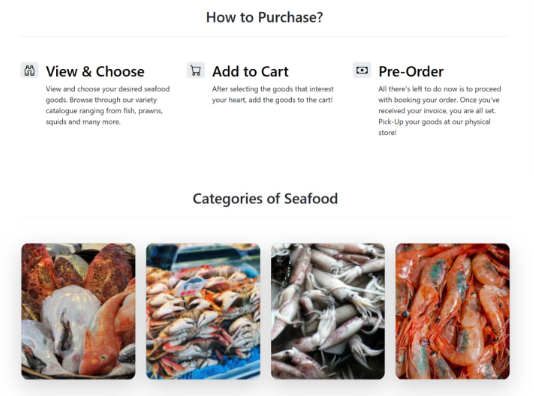 How to Purchase?
View & Choose
View and choose your desired seafood
goods. Browse through our variety
catalogue ranging from fish, prawns,
squids and many more.
Add to Cart
After selecting the goods that interest
your heart, add the goods to the cart!
Pre-Order
All there's left to do now is to proceed
with booking your order. Once you've
received your invoice, you are all set.
Pick-Up your goods at our physical
store!
Categories of Seafood